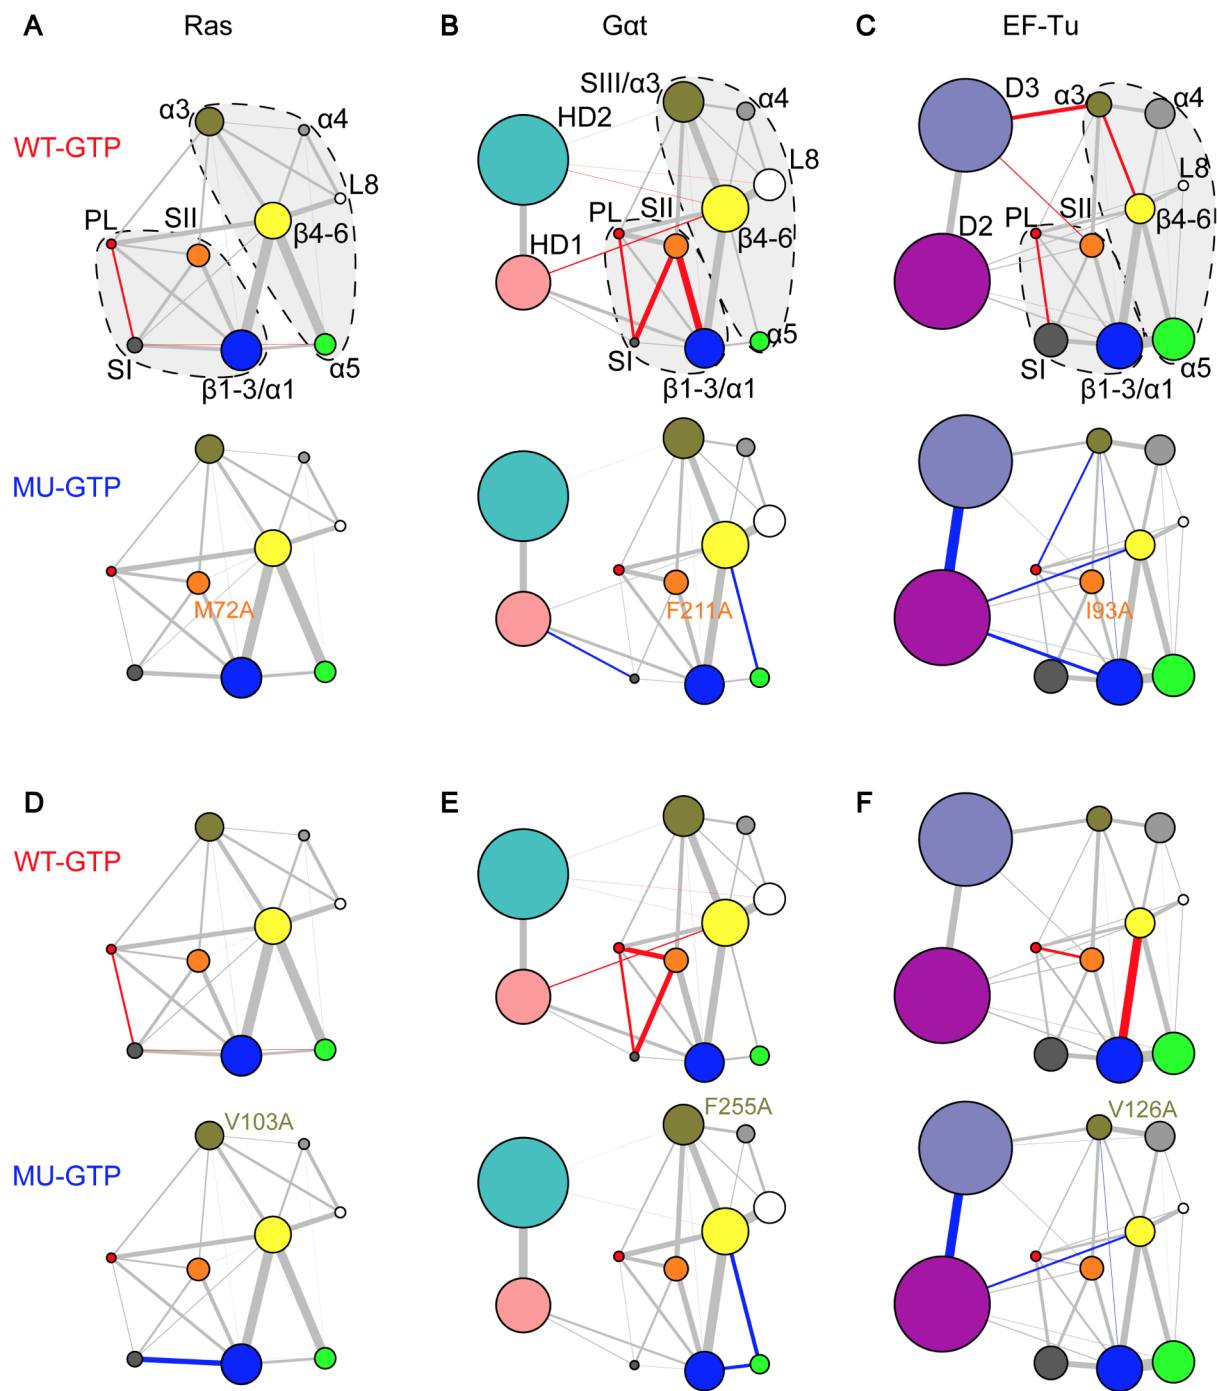 A Ras B Gαt C EF-Tu
WT-GTP
α3 α4 L8 PL SII β4-6 SI α5 β1-3/α1
SIII/α3 α4 HD2 L8 PL SII β4-6 HD1 SI α5 β1-3/α1
D3 α3 α4 L8 PL SII D2 β4-6 SI α5 β1-3/α1
MU-GTP
M72A F211A I93A
D E F
WT-GTP
V103A F255A V126A
MU-GTP